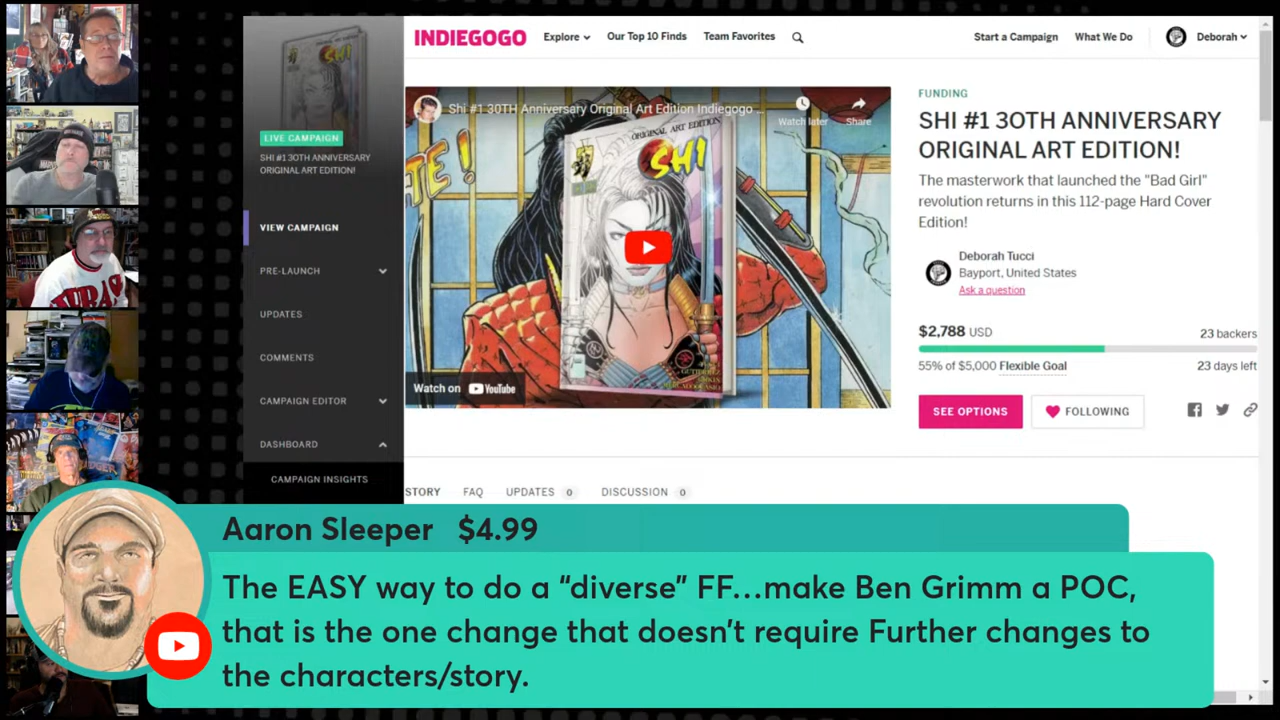 INDIEGOGO
Explore
Our Top 10 Finds
Team Favorites
Start a Campaign
What We Do
Deborah
LIVE CAMPAIGN
SHI #1 30TH ANNIVERSARY
ORIGINAL ART EDITION!
VIEW CAMPAIGN
PRE-LAUNCH
UPDATES
COMMENTS
CAMPAIGN EDITOR
DASHBOARD
CAMPAIGN INSIGHTS
Shi #1 30TH Anniversary Original Art Edition Indiegogo ...
Watch later
Share
ORIGINAL ART EDITION
SHI
Watch on YouTube
FUNDING
SHI #1 30TH ANNIVERSARY
ORIGINAL ART EDITION!
The masterwork that launched the "Bad Girl"
revolution returns in this 112-page Hard Cover
Edition!
Deborah Tucci
Bayport, United States
Ask a question
$2,788 USD
23 backers
55% of $5,000 Flexible Goal
23 days left
SEE OPTIONS
FOLLOWING
STORY
FAQ
UPDATES 0
DISCUSSION 0
Aaron Sleeper $4.99
The EASY way to do a “diverse” FF...make Ben Grimm a POC,
that is the one change that doesn’t require Further changes to
the characters/story.